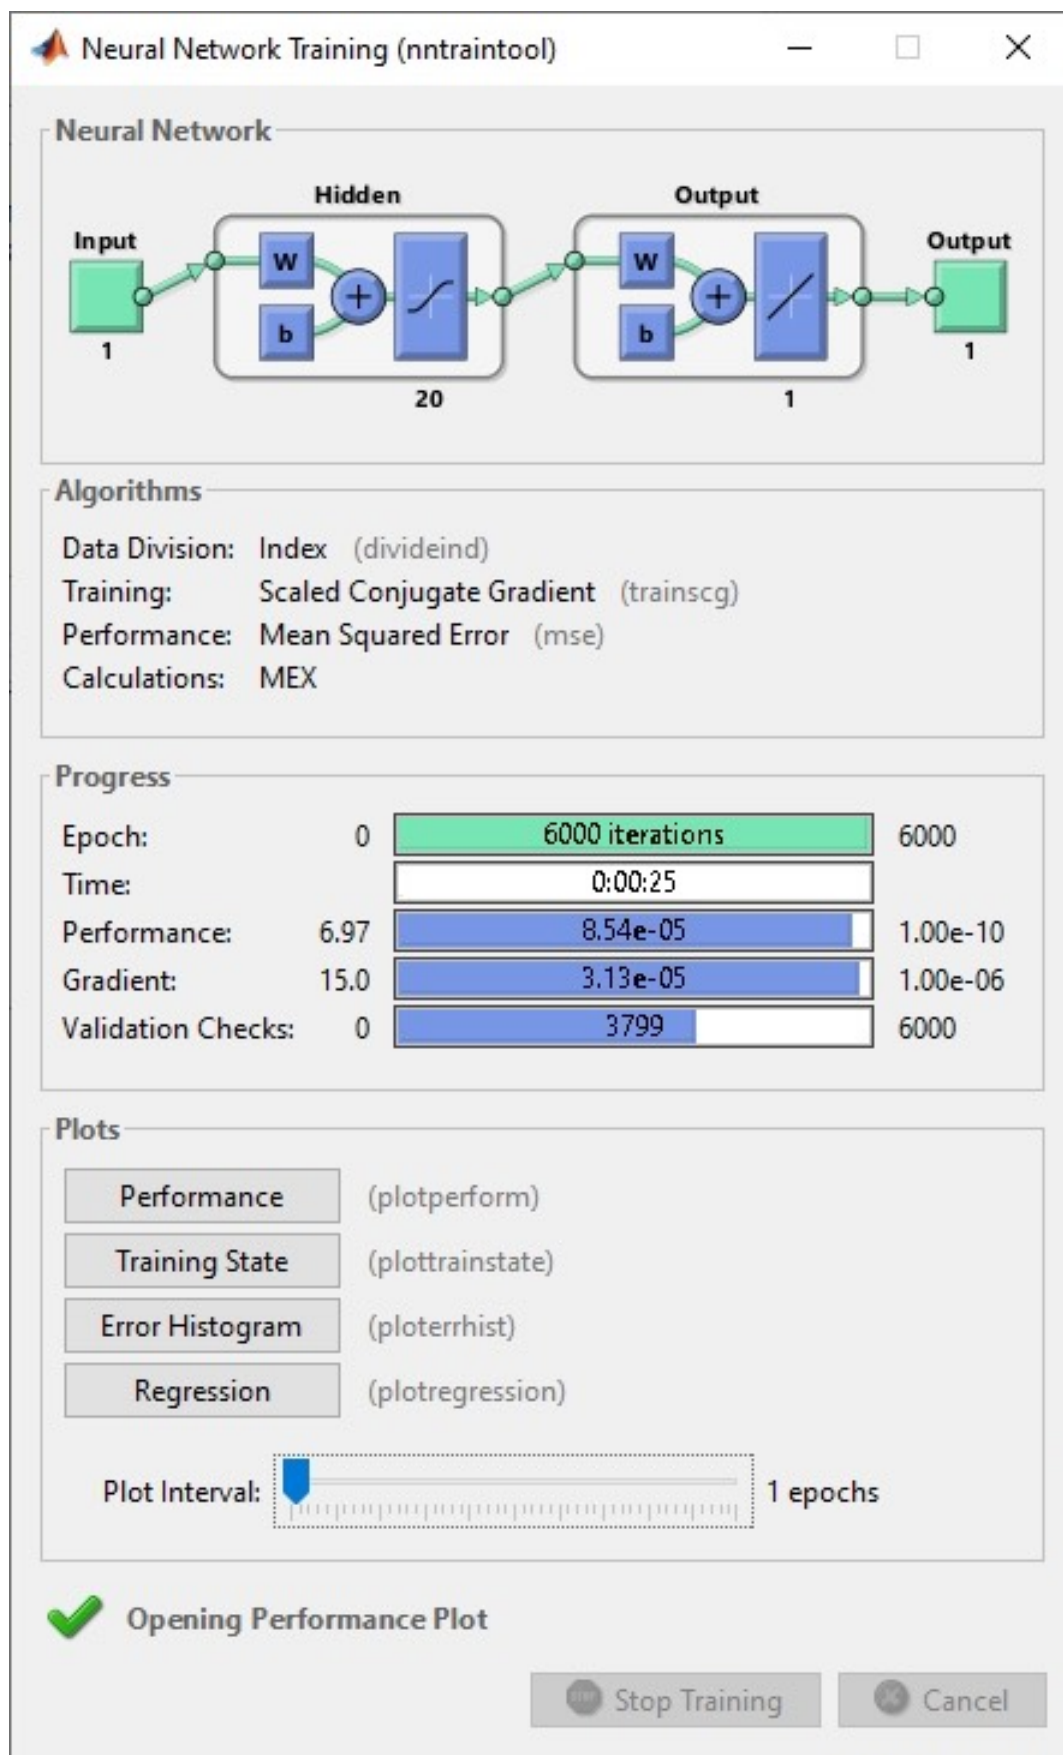 Neural Network Training (nntraintool)
Neural Network
Hidden Output
Input Output
W W
b b
1 1
20 1
Algorithms
Data Division: Index (divideind)
Training: Scaled Conjugate Gradient (trainscg)
Performance: Mean Squared Error (mse)
Calculations: MEX
Progress
Epoch: 0 6000 iterations 6000
Time: 0:00:25
Performance: 6.97 8.54e-05 1.00e-10
Gradient: 15.0 3.13e-05 1.00e-06
Validation Checks: 0 3799 6000
Plots
Performance (plotperform)
Training State (plottrainstate)
Error Histogram (ploterrhist)
Regression (plotregression)
Plot Interval: 1 epochs
Opening Performance Plot
Stop Training Cancel